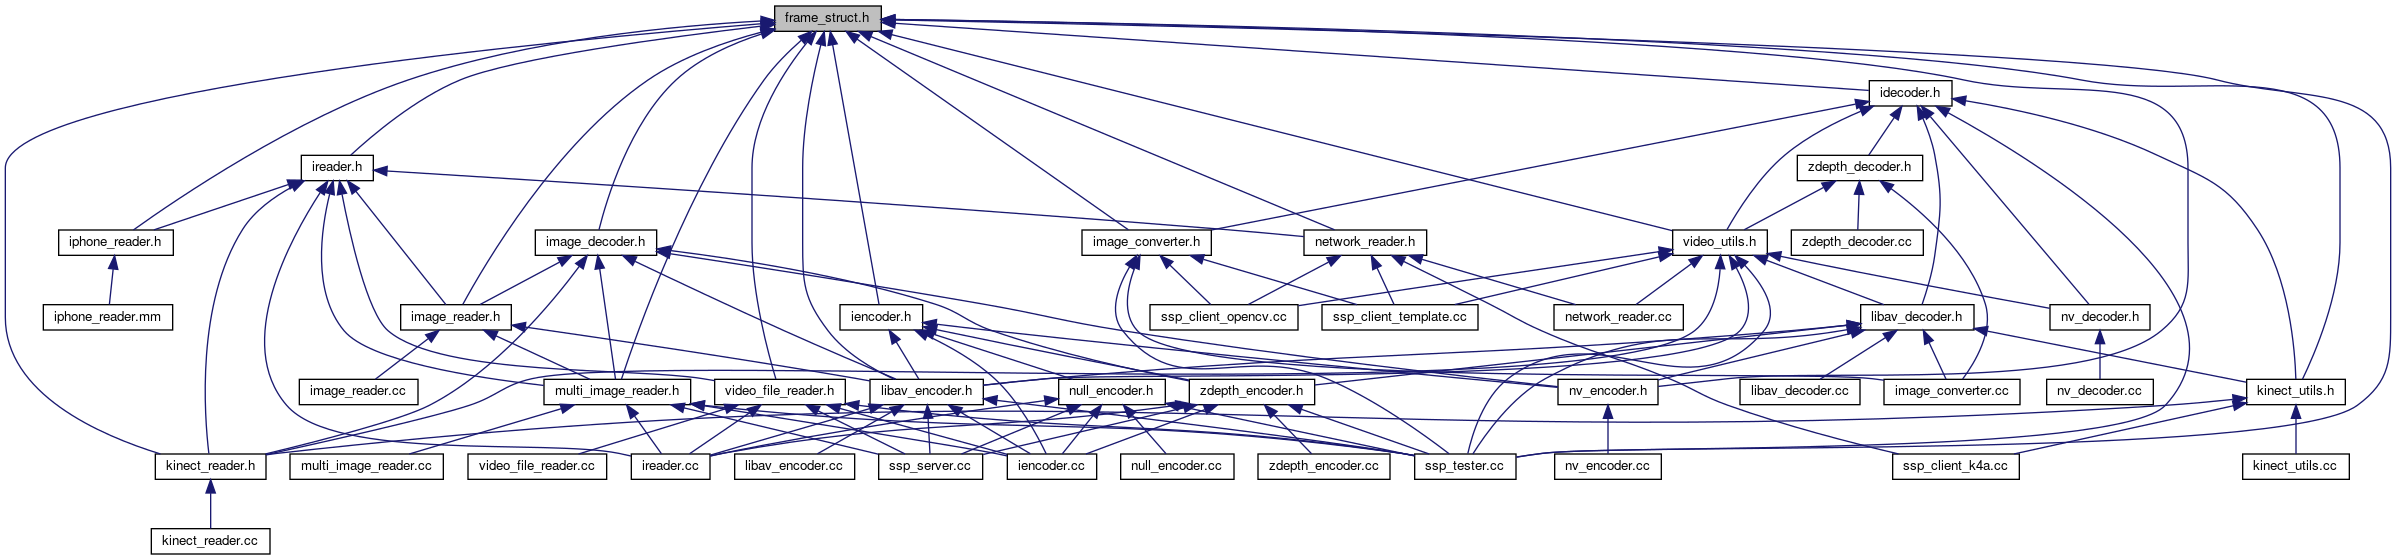 frame_struct.h
idecoder.h
ireader.h
zdepth_decoder.h
iphone_reader.h
image_decoder.h
image_converter.h
network_reader.h
video_utils.h
zdepth_decoder.cc
iphone_reader.mm
image_reader.h
iencoder.h
ssp_client_opencv.cc
ssp_client_template.cc
network_reader.cc
libav_decoder.h
nv_decoder.h
image_reader.cc
multi_image_reader.h
video_file_reader.h
libav_encoder.h
null_encoder.h
zdepth_encoder.h
nv_encoder.h
libav_decoder.cc
image_converter.cc
nv_decoder.cc
kinect_utils.h
kinect_reader.h
multi_image_reader.cc
video_file_reader.cc
ireader.cc
libav_encoder.cc
ssp_server.cc
iencoder.cc
null_encoder.cc
zdepth_encoder.cc
ssp_tester.cc
nv_encoder.cc
ssp_client_k4a.cc
kinect_utils.cc
kinect_reader.cc